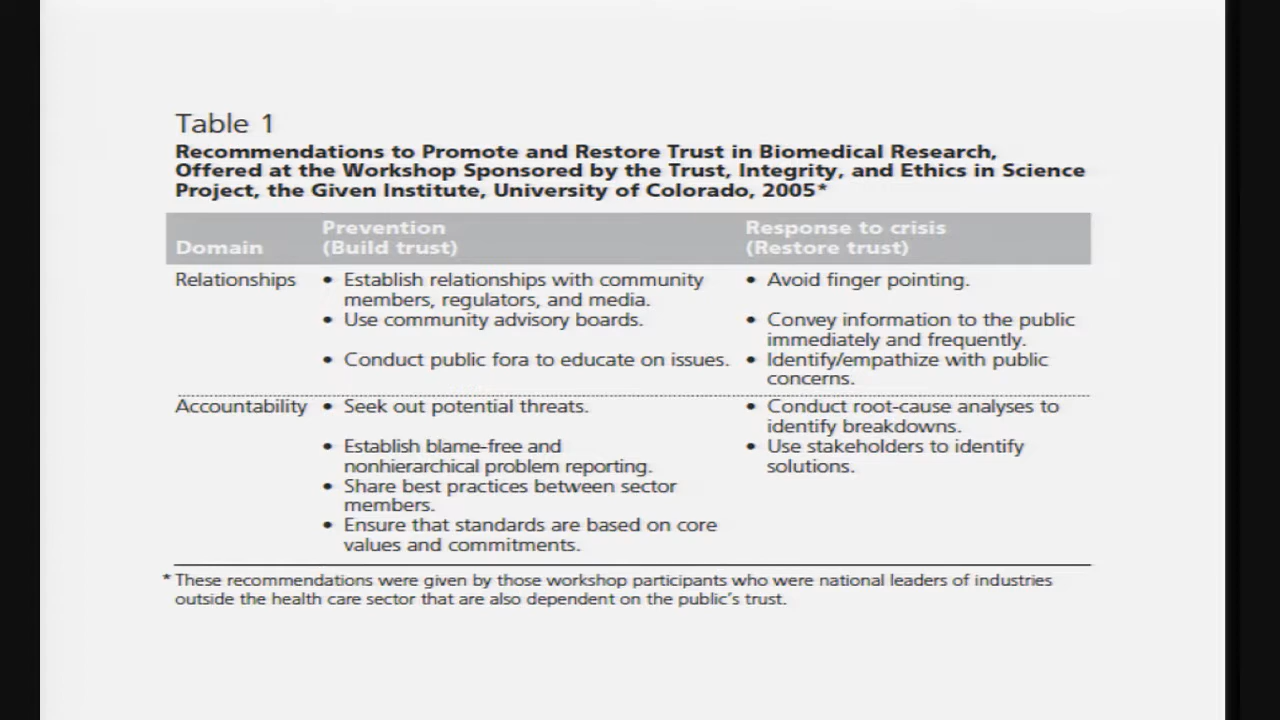 Table 1
Recommendations to Promote and Restore Trust in Biomedical Research,
Offered at the Workshop Sponsored by the Trust, Integrity, and Ethics in Science
Project, the Given Institute, University of Colorado, 2005*
Domain
Prevention
(Build trust)
Response to crisis
(Restore trust)
Relationships
• Establish relationships with community
members, regulators, and media.
• Use community advisory boards.
• Conduct public fora to educate on issues.
• Avoid finger pointing.
• Convey information to the public
immediately and frequently.
• Identify/empathize with public
concerns.
Accountability
• Seek out potential threats.
• Establish blame-free and
nonhierarchical problem reporting.
• Share best practices between sector
members.
• Ensure that standards are based on core
values and commitments.
• Conduct root-cause analyses to
identify breakdowns.
• Use stakeholders to identify
solutions.
* These recommendations were given by those workshop participants who were national leaders of industries
outside the health care sector that are also dependent on the public's trust.